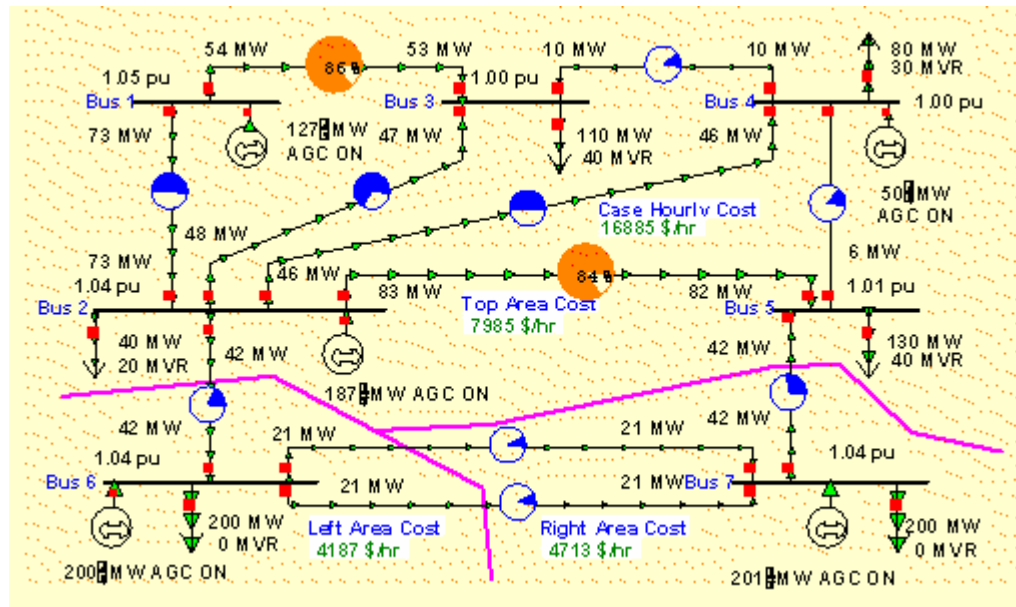 54 MW
86%
53 MW
10 MW
10 MW
80 MW
30 MVR
1.05 pu
1.00 pu
1.00 pu
Bus 1
Bus 3
Bus 4
73 MW
127 MW
AGC ON
47 MW
110 MW
40 MVR
46 MW
50 MW
AGC ON
Case Hourly Cost
16885 $/hr
48 MW
6 MW
73 MW
46 MW
1.04 pu
83 MW
84%
82 MW
1.01 pu
Bus 2
Top Area Cost
7985 $/hr
Bus 5
40 MW
20 MVR
42 MW
42 MW
130 MW
40 MVR
187 MW AGC ON
42 MW
42 MW
21 MW
21 MW
1.04 pu
1.04 pu
Bus 6
21 MW
21 MW
Bus 7
200 MW
0 MVR
Left Area Cost
4187 $/hr
Right Area Cost
4713 $/hr
200 MW
0 MVR
200 MW AGC ON
201 MW AGC ON